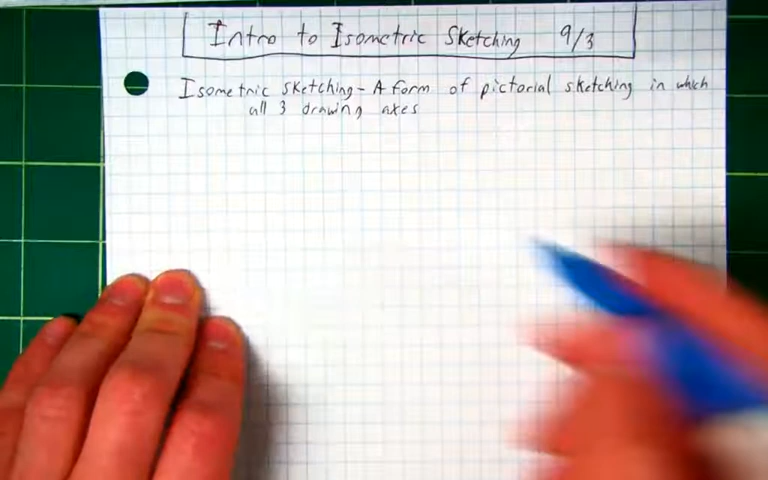 Intro to Isometric Sketching 9/3
Isometric sketching - A form of pictorial sketching in which
all 3 drawing axes